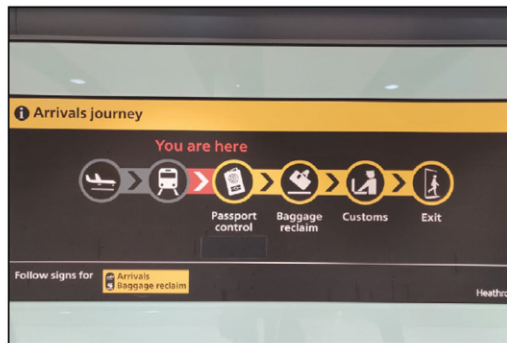 Arrivals journey
You are here
Passport control
Baggage reclaim
Customs
Exit
Follow signs for
Arrivals
Baggage reclaim